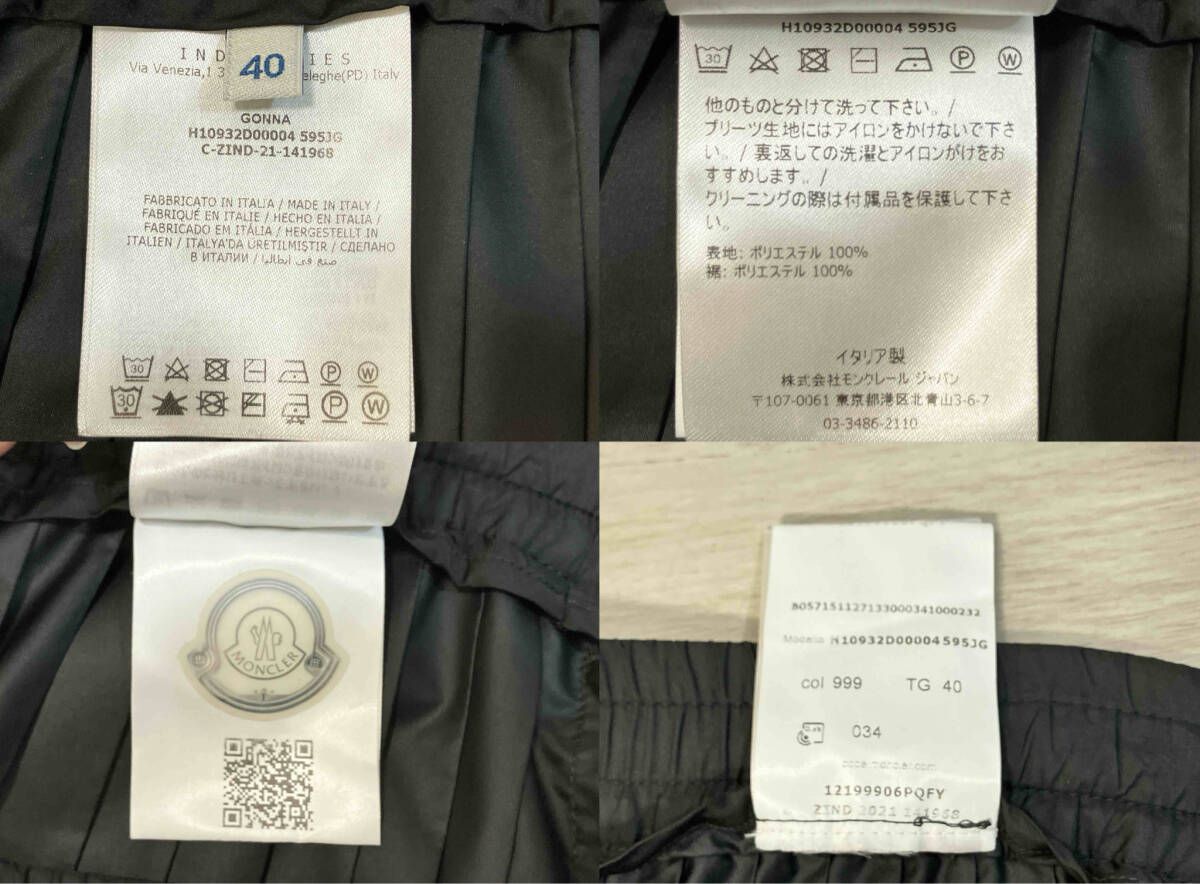 IND IES
Via Venezia,1 3 eleghe(PD) Italy
40
GONNA
H10932D00004 595JG
C-ZIND-21-141968
FABBRICATO IN ITALIA / MADE IN ITALY /
FABRIQUÉ EN ITALIE / HECHO EN ITALIA /
FABRICADO EM ITÁLIA / HERGESTELLT IN
ITALIEN / ITALYA'DA ÜRETILMIŞTIR / СДЕЛАНО
В ИТАЛИИ / صنع في ايطاليا
30 P W
30 P W
H10932D00004 595JG
30 P W
他のものと分けて洗って下さい。/
プリーツ生地にはアイロンをかけないで下さ
い。/ 裏返しての洗濯とアイロンがけをお
すすめします。/
クリーニングの際は付属品を保護して下さ
い。
表地: ポリエステル 100%
裾: ポリエステル 100%
イタリア製
株式会社モンクレール ジャパン
〒107-0061 東京都港区北青山3-6-7
03-3486-2110
MONCLER
8057151127133000341000232
Modello H10932D00004595JG
col 999 TG 40
034
code.moncler.com
12199906PQFY
ZIND 2021 141968